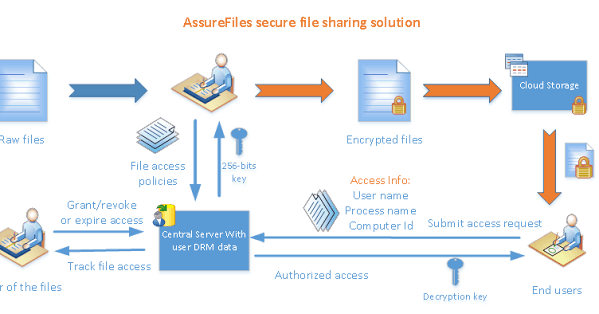 AssureFiles secure file sharing solution
Raw files
Encrypted files
Cloud Storage
File access
policies
256-bits
key
Access Info:
User name
Process name
Computer Id
Grant/revoke
or expire access
Central Server With
user DRM data
Submit access request
Track file access
Authorized access
r of the files
Decryption key
End users